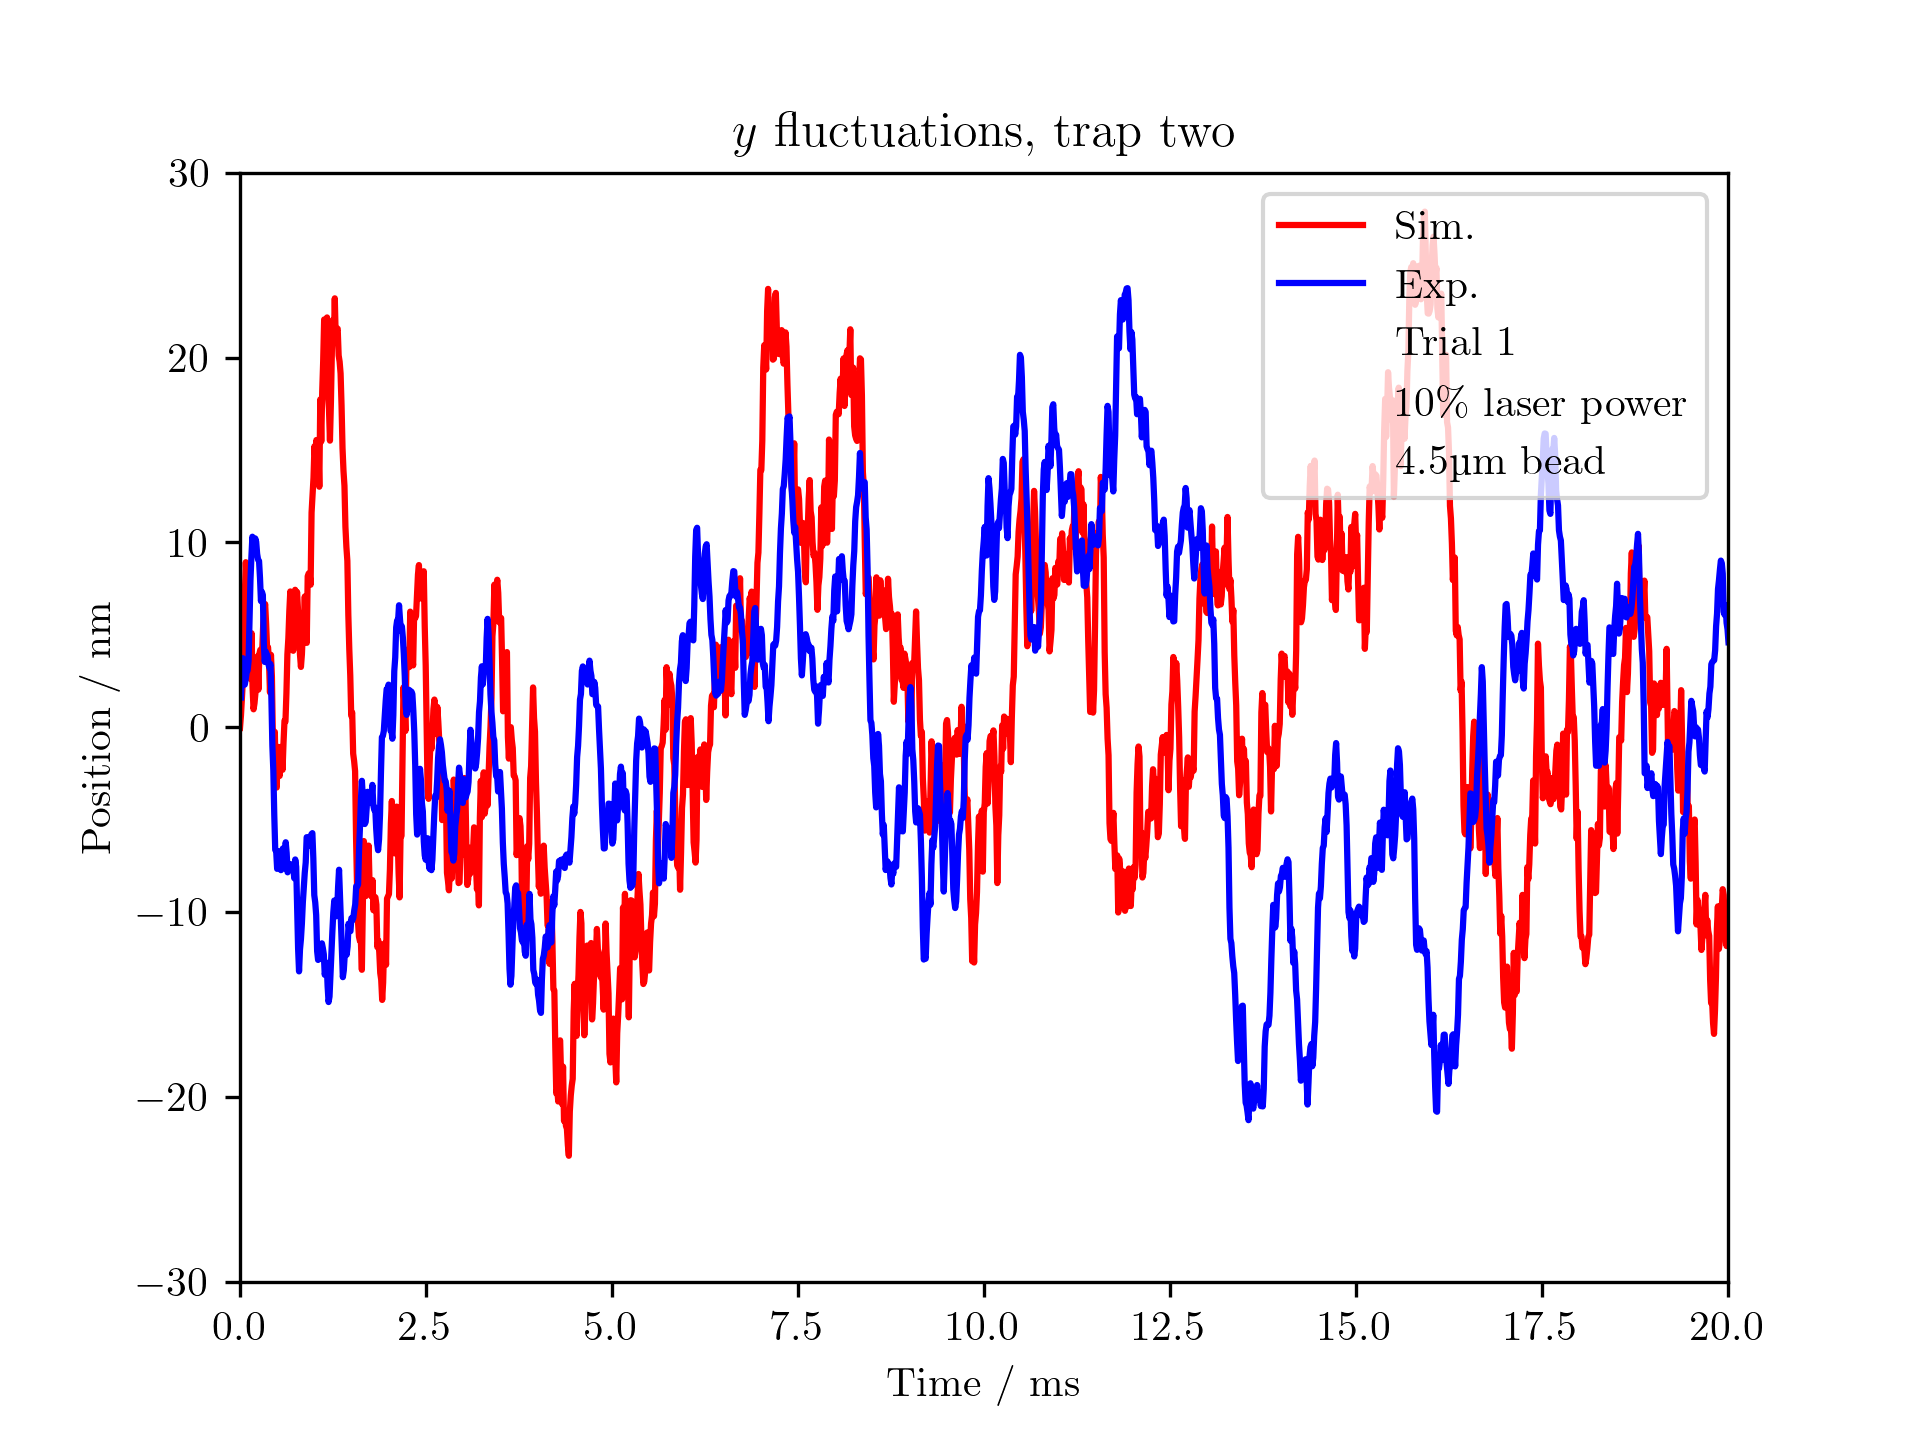 y fluctuations, trap two
Sim.
Exp.
Trial 1
10% laser power
4.5µm bead
Position / nm
30
20
10
0
−10
−20
−30
0.0 2.5 5.0 7.5 10.0 12.5 15.0 17.5 20.0
Time / ms